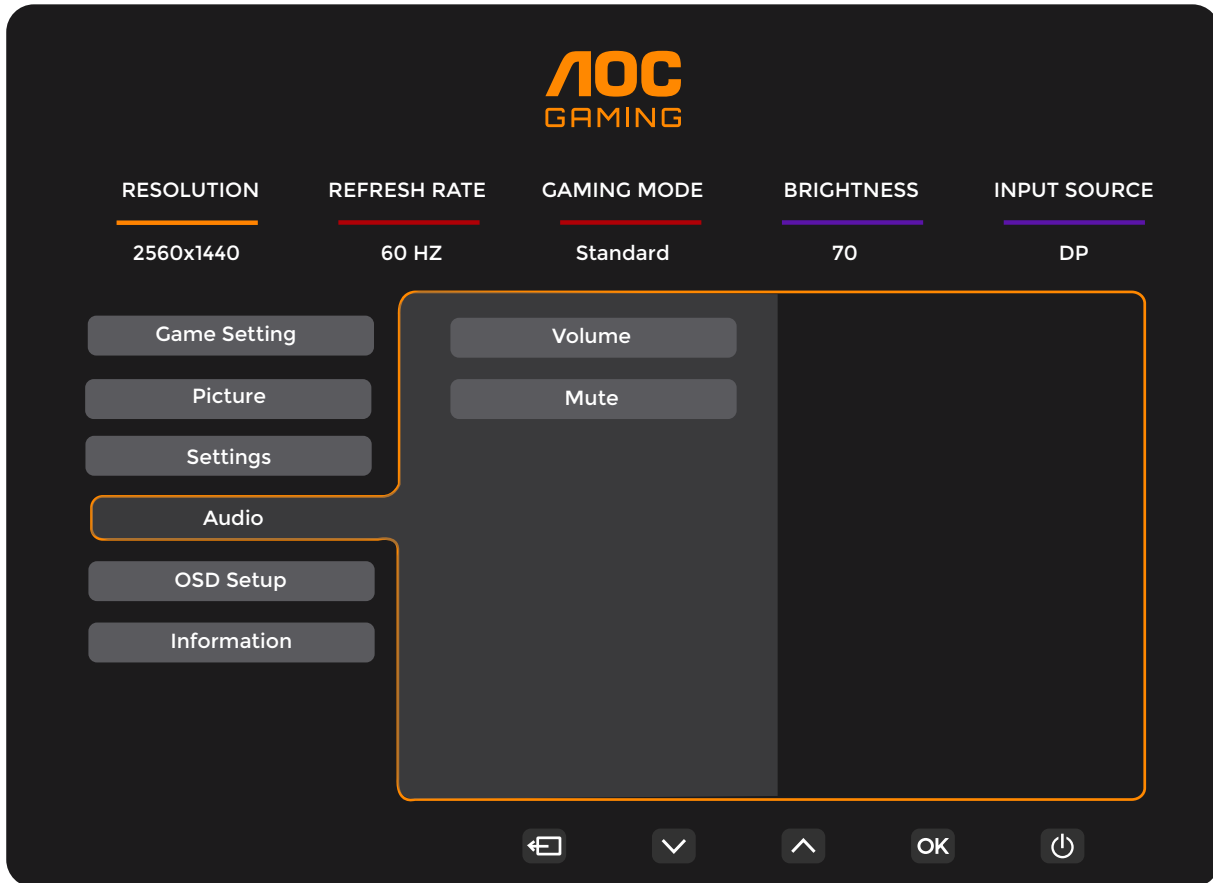 AOC
GAMING
RESOLUTION REFRESH RATE GAMING MODE BRIGHTNESS INPUT SOURCE
2560x1440 60 HZ Standard 70 DP
Game Setting
Volume
Picture
Mute
Settings
Audio
OSD Setup
Information
OK